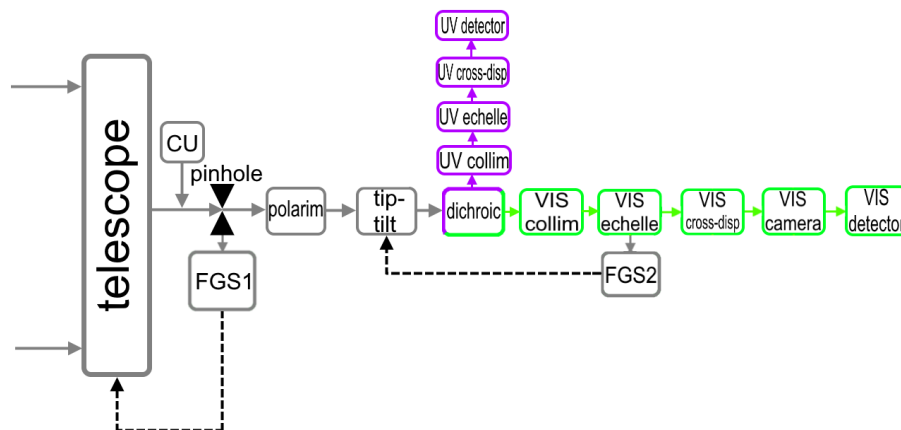 UV detector
UV cross-disp
UV echelle
UV collim
telescope
CU
pinhole
polarim
tip-
tilt
dichroic
VIS
collim
VIS
echelle
VIS
cross-disp
VIS
camera
VIS
detector
FGS1
FGS2